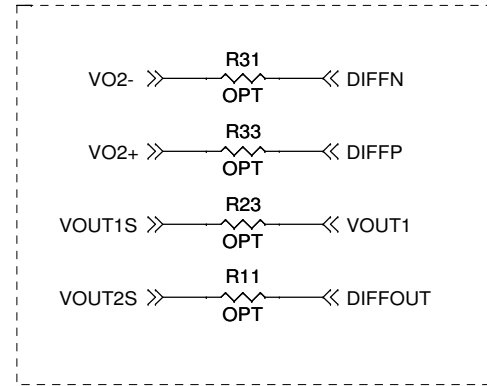 R31
VO2- DIFFN
OPT
R33
VO2+ DIFFP
OPT
R23
VOUT1S VOUT1
OPT
R11
VOUT2S DIFFOUT
OPT